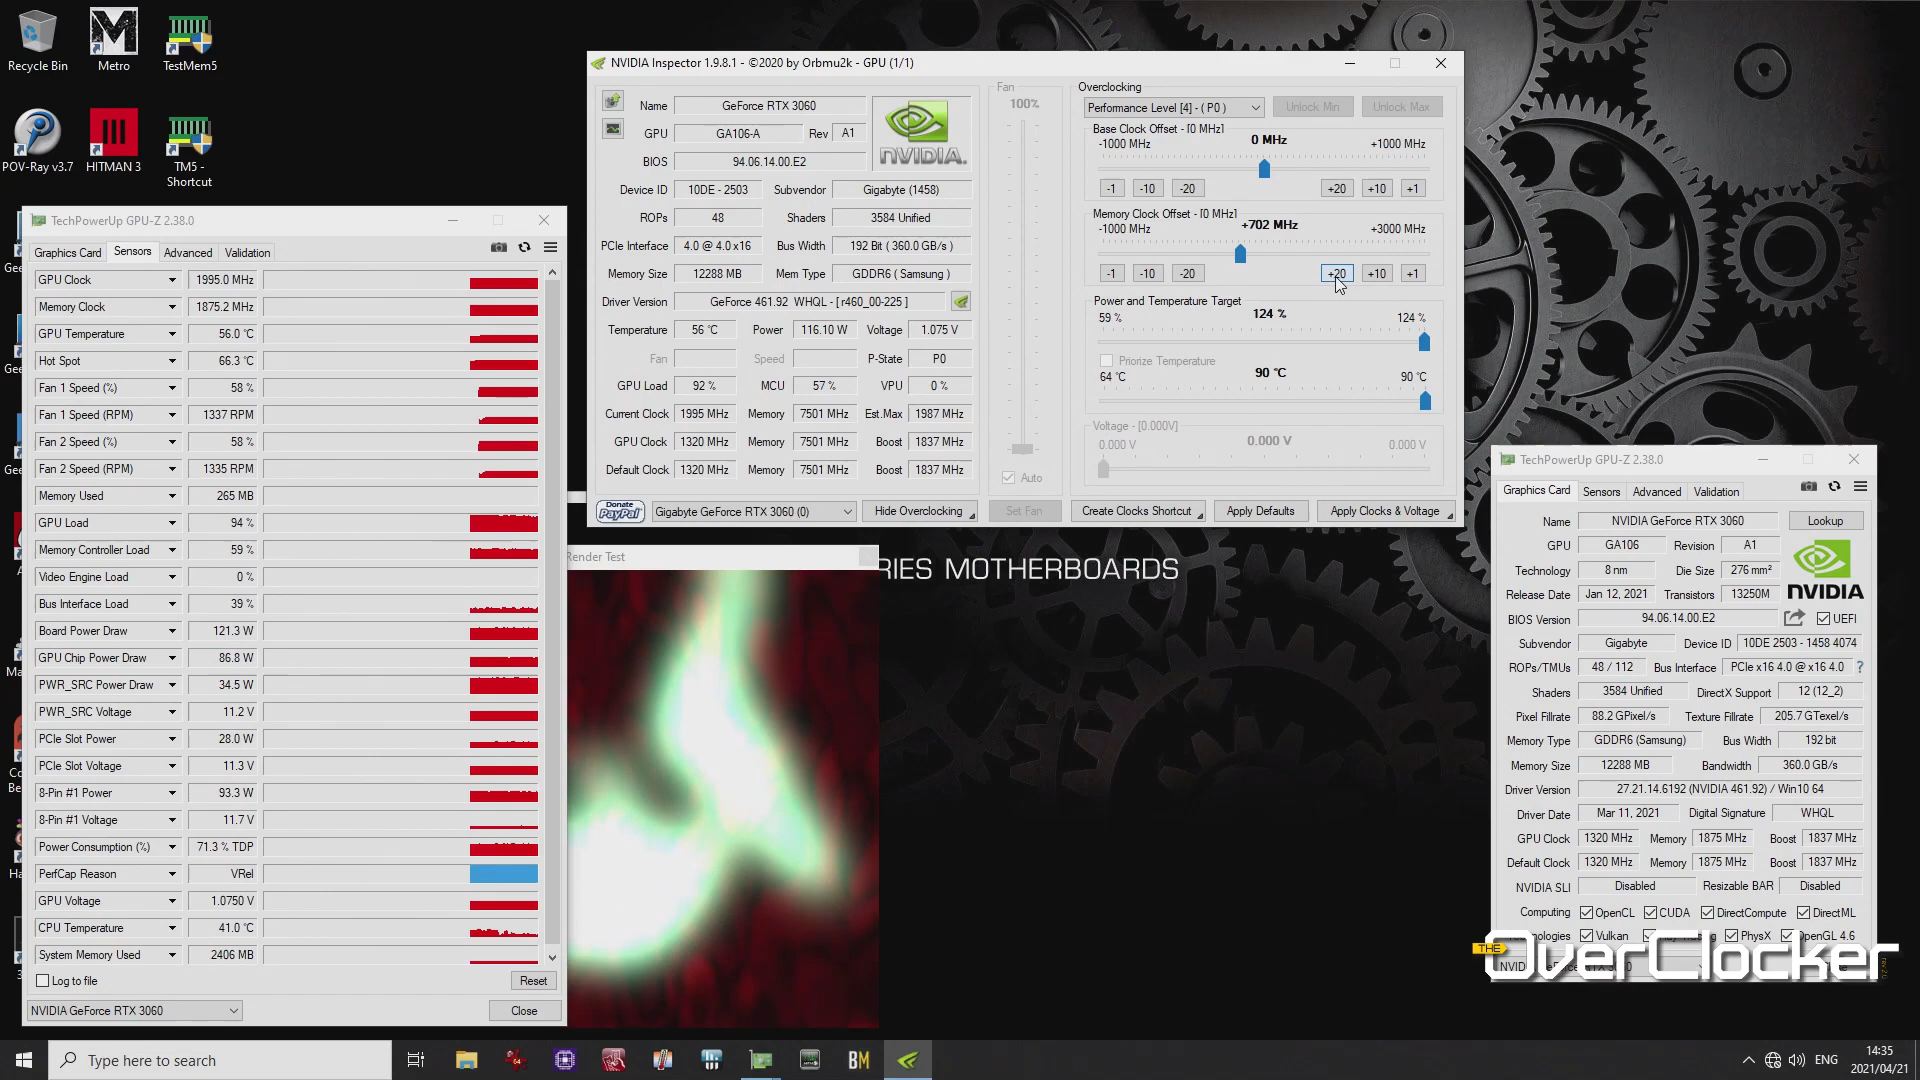 Recycle Bin
Metro
TestMem5
POV-Ray v3.7
HITMAN 3
TM5 - Shortcut
NVIDIA Inspector 1.9.8.1 - ©2020 by Orbmu2k - GPU (1/1)
Name GeForce RTX 3060
GPU GA106-A Rev A1
BIOS 94.06.14.00.E2
NVIDIA.
Device ID 10DE - 2503 Subvendor Gigabyte (1458)
ROPs 48 Shaders 3584 Unified
PCIe Interface 4.0 @ 4.0 x16 Bus Width 192 Bit ( 360.0 GB/s )
Memory Size 12288 MB Mem Type GDDR6 ( Samsung )
Driver Version GeForce 461.92 WHQL - [ r460_00-225 ]
Temperature 56 °C Power 116.10 W Voltage 1.075 V
Fan Speed P-State P0
GPU Load 92 % MCU 57 % VPU 0 %
Current Clock 1995 MHz Memory 7501 MHz Est.Max 1987 MHz
GPU Clock 1320 MHz Memory 7501 MHz Boost 1837 MHz
Default Clock 1320 MHz Memory 7501 MHz Boost 1837 MHz
Donate PayPal Gigabyte GeForce RTX 3060 (0) Hide Overclocking
Fan
100%
Auto
Set Fan
Overclocking
Performance Level [4] - ( P0 ) Unlock Min Unlock Max
Base Clock Offset - [0 MHz]
-1000 MHz 0 MHz +1000 MHz
-1 -10 -20 +20 +10 +1
Memory Clock Offset - [0 MHz]
-1000 MHz +702 MHz +3000 MHz
-1 -10 -20 +20 +10 +1
Power and Temperature Target
59 % 124 % 124 %
Priorize Temperature
64 °C 90 °C 90 °C
Voltage - [0.000V]
0.000 V 0.000 V 0.000 V
Create Clocks Shortcut Apply Defaults Apply Clocks & Voltage
TechPowerUp GPU-Z 2.38.0
Graphics Card Sensors Advanced Validation
GPU Clock 1995.0 MHz
Memory Clock 1875.2 MHz
GPU Temperature 56.0 °C
Hot Spot 66.3 °C
Fan 1 Speed (%) 58 %
Fan 1 Speed (RPM) 1337 RPM
Fan 2 Speed (%) 58 %
Fan 2 Speed (RPM) 1335 RPM
Memory Used 265 MB
GPU Load 94 %
Memory Controller Load 59 %
Video Engine Load 0 %
Bus Interface Load 39 %
Board Power Draw 121.3 W
GPU Chip Power Draw 86.8 W
PWR_SRC Power Draw 34.5 W
PWR_SRC Voltage 11.2 V
PCIe Slot Power 28.0 W
PCIe Slot Voltage 11.3 V
8-Pin #1 Power 93.3 W
8-Pin #1 Voltage 11.7 V
Power Consumption (%) 71.3 % TDP
PerfCap Reason VRel
GPU Voltage 1.0750 V
CPU Temperature 41.0 °C
System Memory Used 2406 MB
Log to file Reset
NVIDIA GeForce RTX 3060 Close
Render Test
RIES MOTHERBOARDS
TechPowerUp GPU-Z 2.38.0
Graphics Card Sensors Advanced Validation
Name NVIDIA GeForce RTX 3060 Lookup
GPU GA106 Revision A1
Technology 8 nm Die Size 276 mm²
Release Date Jan 12, 2021 Transistors 13250M
NVIDIA
BIOS Version 94.06.14.00.E2 UEFI
Subvendor Gigabyte Device ID 10DE 2503 - 1458 4074
ROPs/TMUs 48 / 112 Bus Interface PCIe x16 4.0 @ x16 4.0 ?
Shaders 3584 Unified DirectX Support 12 (12_2)
Pixel Fillrate 88.2 GPixel/s Texture Fillrate 205.7 GTexel/s
Memory Type GDDR6 (Samsung) Bus Width 192 bit
Memory Size 12288 MB Bandwidth 360.0 GB/s
Driver Version 27.21.14.6192 (NVIDIA 461.92) / Win10 64
Driver Date Mar 11, 2021 Digital Signature WHQL
GPU Clock 1320 MHz Memory 1875 MHz Boost 1837 MHz
Default Clock 1320 MHz Memory 1875 MHz Boost 1837 MHz
NVIDIA SLI Disabled Resizable BAR Disabled
Computing OpenCL CUDA DirectCompute DirectML
Vulkan PhysX OpenGL 4.6
THE OverClocker
Type here to search
BM
ENG
14:35
2021/04/21